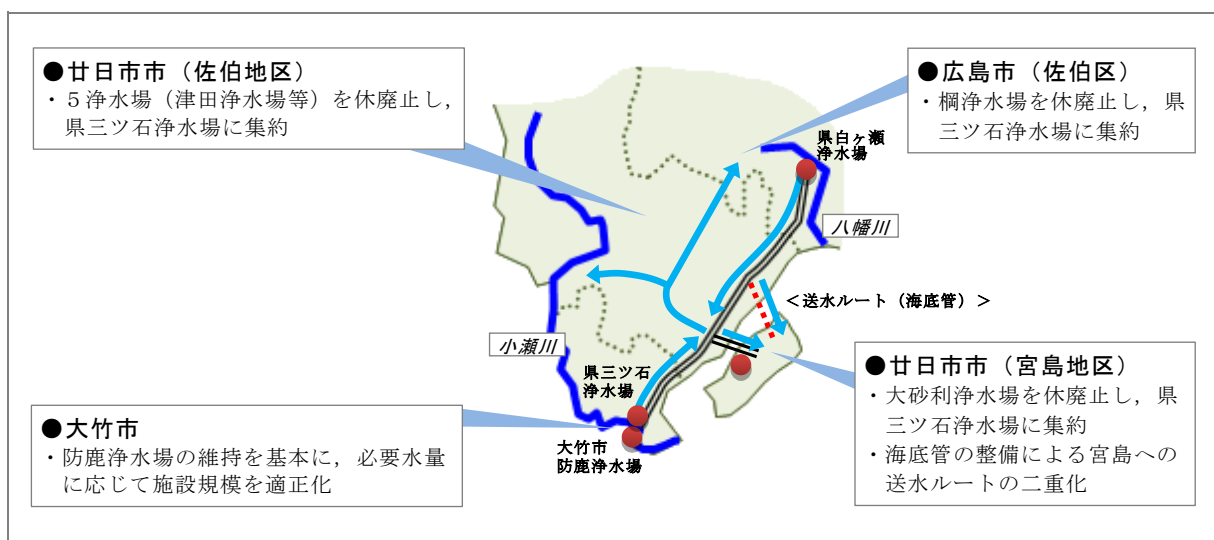 ●廿日市市（佐伯地区）
・５浄水場（津田浄水場等）を休廃止し，
県三ツ石浄水場に集約
●広島市（佐伯区）
・椢浄水場を休廃止し，県
三ツ石浄水場に集約
県白ヶ瀬
浄水場
八幡川
＜送水ルート（海底管）＞
小瀬川
県三ツ石
浄水場
●廿日市市（宮島地区）
・大砂利浄水場を休廃止し，県
三ツ石浄水場に集約
・海底管の整備による宮島への
送水ルートの二重化
●大竹市
・防鹿浄水場の維持を基本に，必要水量
に応じて施設規模を適正化
大竹市
防鹿浄水場